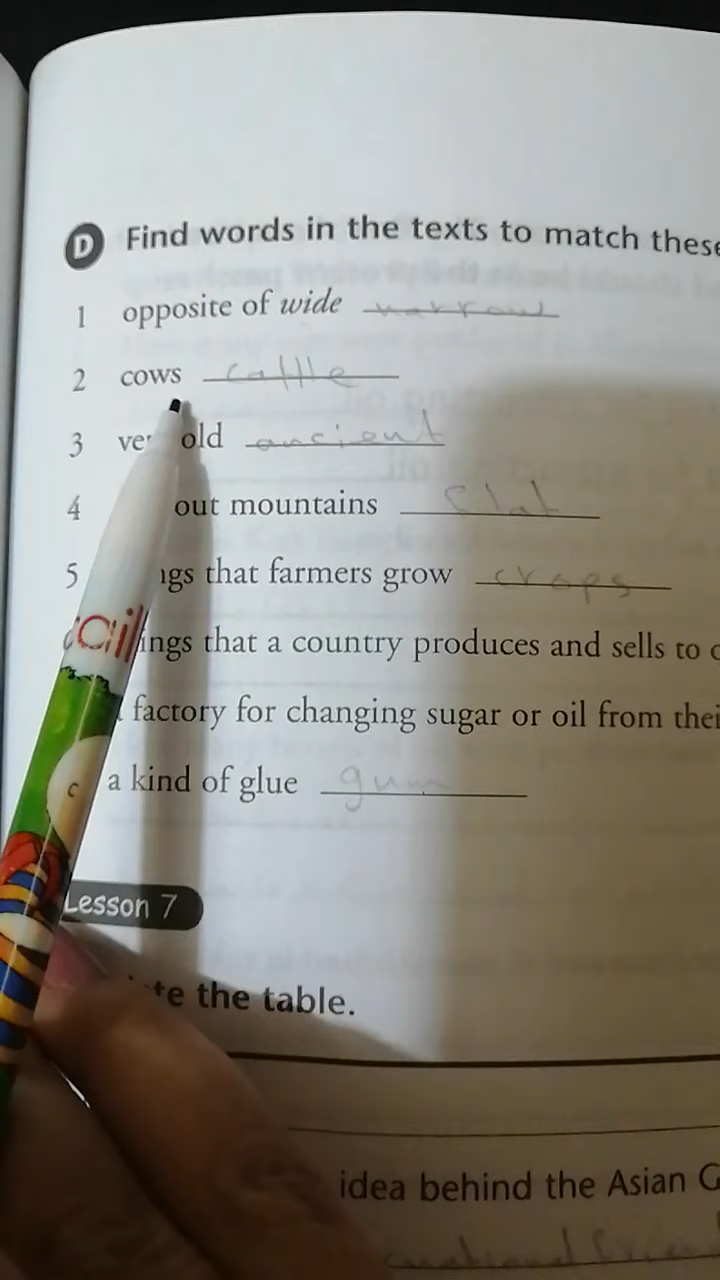 D Find words in the texts to match these
1 opposite of wide narrow
2 cows cattle
3 old ancient
4 out mountains flat
5 ngs that farmers grow crops
ings that a country produces and sells to
factory for changing sugar or oil from thei
a kind of glue gum
Lesson 7
te the table.
idea behind the Asian G